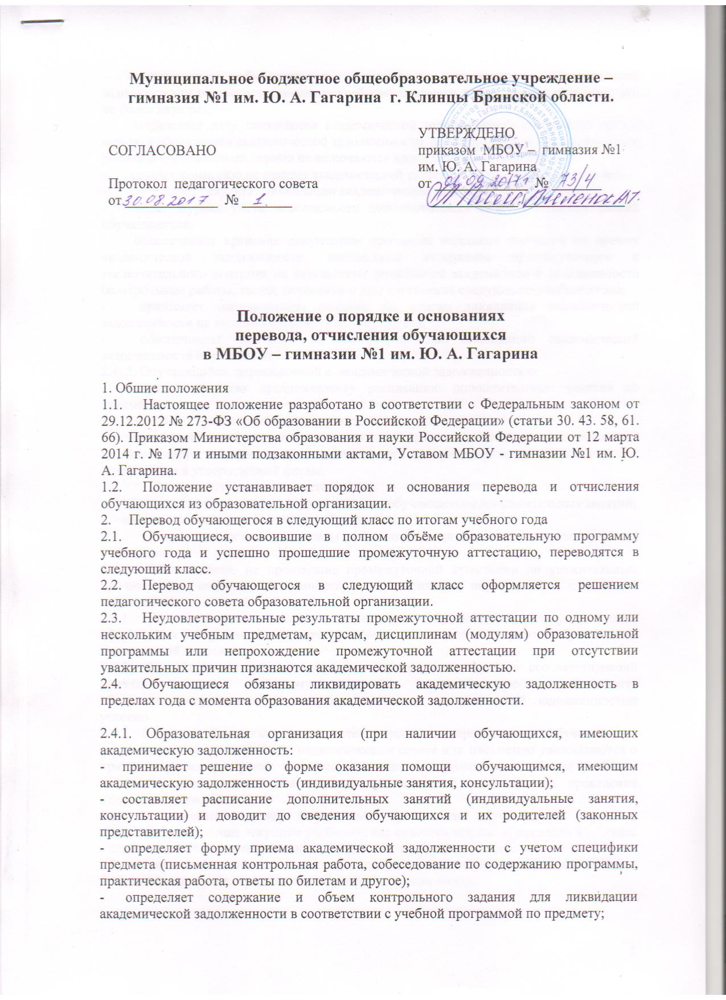 Муниципальное бюджетное общеобразовательное учреждение –
гимназия №1 им. Ю. А. Гагарина г. Клинцы Брянской области.
СОГЛАСОВАНО
Протокол педагогического совета
от 30.08.2017 № 1
УТВЕРЖДЕНО
приказом МБОУ – гимназия №1
им. Ю. А. Гагарина
от 01.09.2017 № 73/4
Положение о порядке и основаниях
перевода, отчисления обучающихся
в МБОУ – гимназии №1 им. Ю. А. Гагарина
1. Обшие положения
1.1. Настоящее положение разработано в соответствии с Федеральным законом от
29.12.2012 № 273-ФЗ «Об образовании в Российской Федерации» (статьи 30. 43. 58, 61.
66). Приказом Министерства образования и науки Российской Федерации от 12 марта
2014 г. № 177 и иными подзаконными актами, Уставом МБОУ - гимназии №1 им. Ю.
А. Гагарина.
1.2. Положение устанавливает порядок и основания перевода и отчисления
обучающихся из образовательной организации.
2. Перевод обучающегося в следующий класс по итогам учебного года
2.1. Обучающиеся, освоившие в полном объёме образовательную программу
учебного года и успешно прошедшие промежуточную аттестацию, переводятся в
следующий класс.
2.2. Перевод обучающегося в следующий класс оформляется решением
педагогического совета образовательной организации.
2.3. Неудовлетворительные результаты промежуточной аттестации по одному или
нескольким учебным предметам, курсам, дисциплинам (модулям) образовательной
программы или непрохождение промежуточной аттестации при отсутствии
уважительных причин признаются академической задолженностью.
2.4. Обучающиеся обязаны ликвидировать академическую задолженность в
пределах года с момента образования академической задолженности.
2.4.1. Образовательная организация (при наличии обучающихся, имеющих
академическую задолженность:
- принимает решение о форме оказания помощи обучающимся, имеющим
академическую задолженность (индивидуальные занятия, консультации);
- составляет расписание дополнительных занятий (индивидуальные занятия,
консультации) и доводит до сведения обучающихся и их родителей (законных
представителей);
- определяет форму приема академической задолженности с учетом специфики
предмета (письменная контрольная работа, собеседование по содержанию программы,
практическая работа, ответы по билетам и другое);
- определяет содержание и объем контрольного задания для ликвидации
академической задолженности в соответствии с учебной программой по предмету;